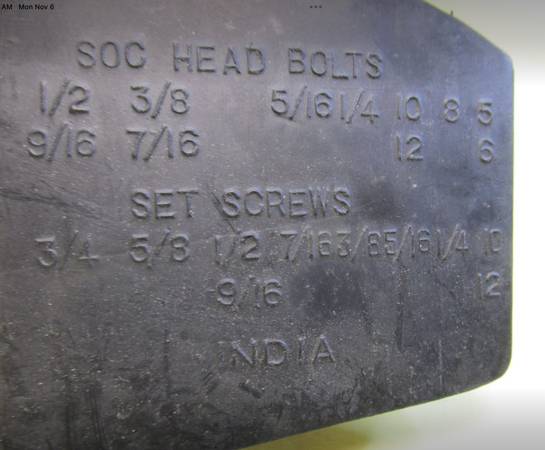 AM Mon Nov 6
SOC HEAD BOLTS
1/2 3/8 5/16 1/4 10 8 5
9/16 7/16 12 6
SET SCREWS
3/4 5/8 1/2 7/16 3/8 5/16 1/4 10
9/16 12
INDIA